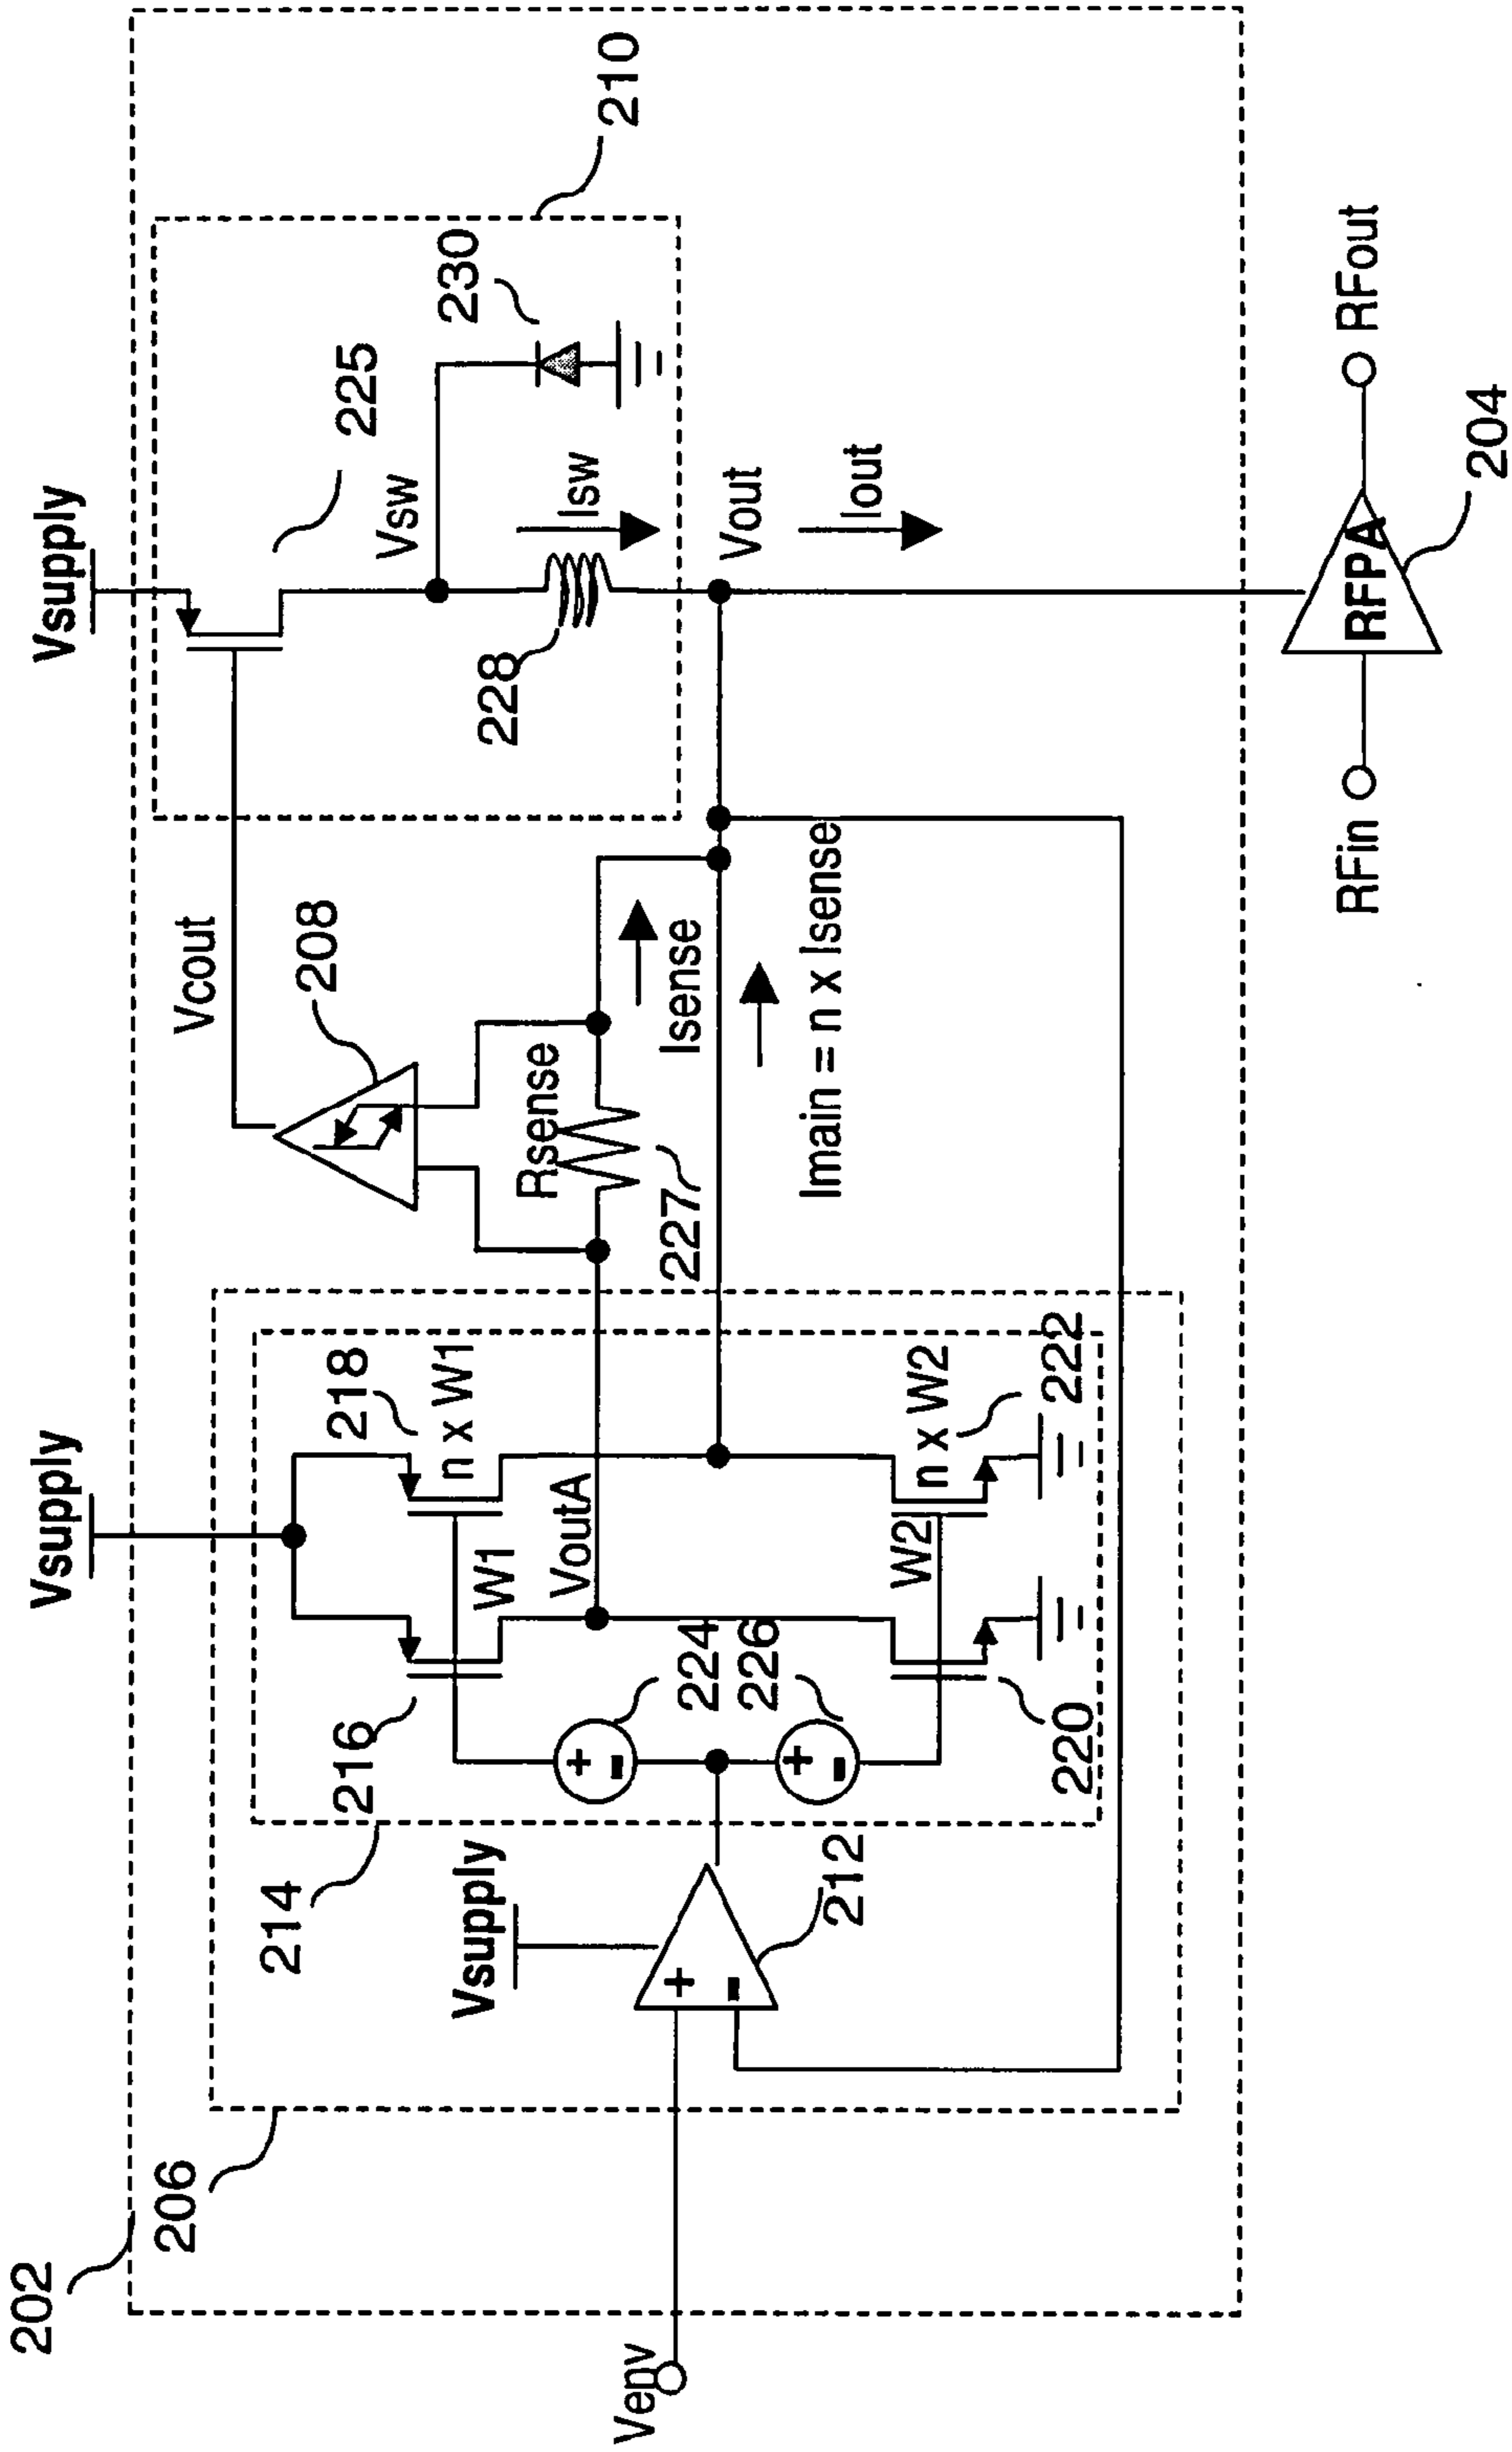 202
206
Venv
Vsupply
212
+
-
214
Vsupply
216
218
W1
n x W1
VoutA
224
226
+
-
+
-
W2
n x W2
220
222
Vcout
208
Rsense
227
Isense
Imain = n x Isense
210
Vsupply
225
Vsw
230
228
Isw
Vout
Iout
RFin
RFPA
RFout
204